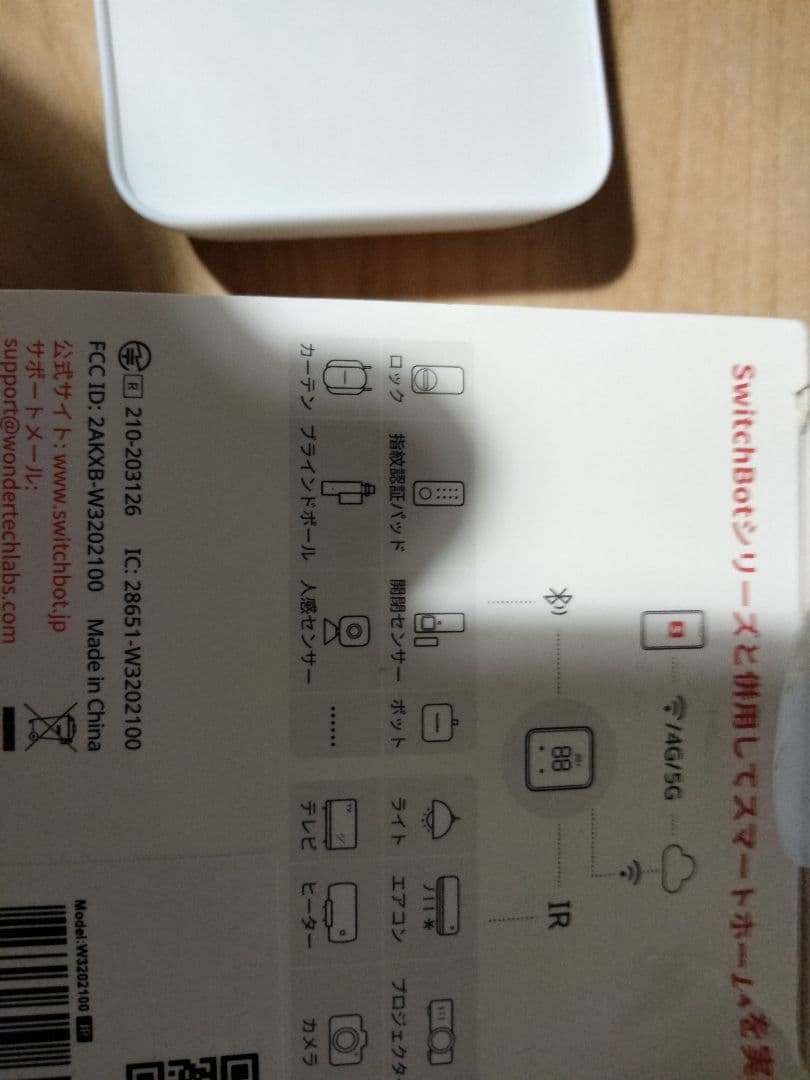 SwitchBotシリーズと併用してスマートホームを実
/4G/5G
IR
ロック 指紋認証パッド 開閉センサー ボット ライト エアコン プロジェクタ
カーテン ブラインドポール 人感センサー …… テレビ ヒーター カメラ
R 210-203126 IC: 28651-W3202100
FCC ID: 2AKXB-W3202100 Made in China
公式サイト: www.switchbot.jp
サポートメール:
support@wondertechlabs.com
Model:W3202100 JP